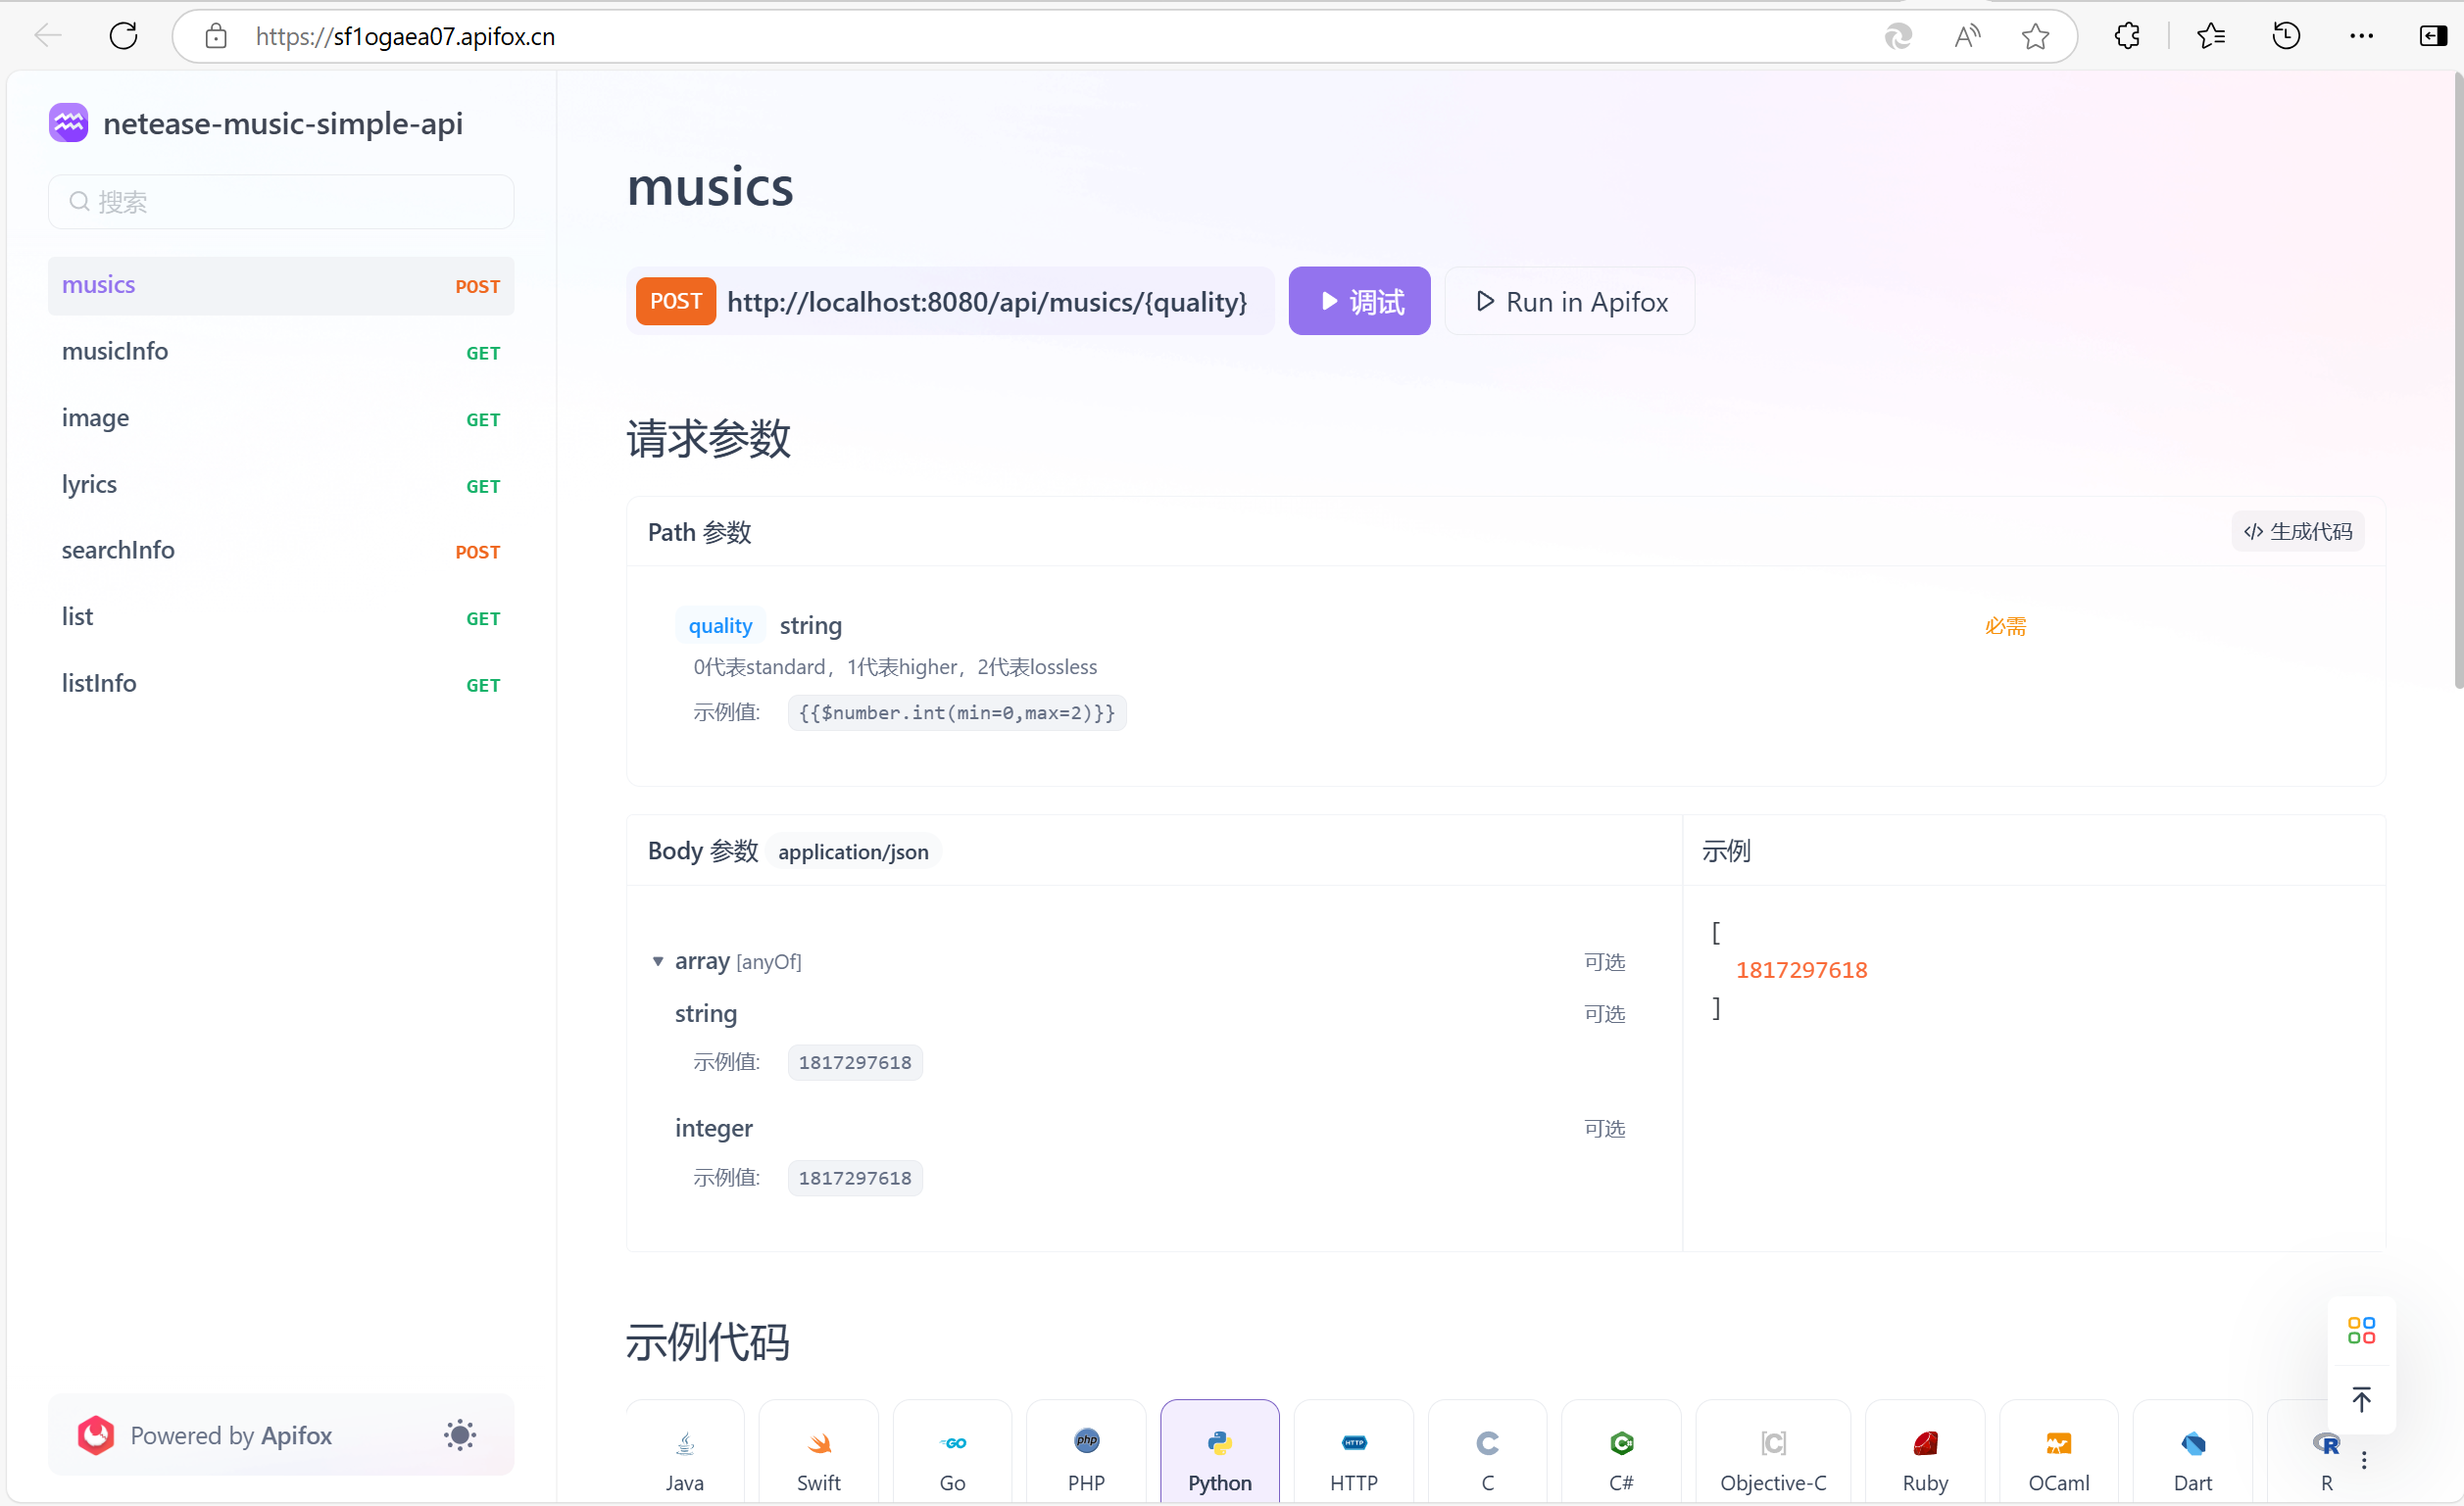 https://sf1ogaea07.apifox.cn
netease-music-simple-api
搜索
musics POST
musicInfo GET
image GET
lyrics GET
searchInfo POST
list GET
listInfo GET
Powered by Apifox
musics
POST http://localhost:8080/api/musics/{quality}
调试
Run in Apifox
请求参数
Path 参数
生成代码
quality string 必需
0代表standard，1代表higher，2代表lossless
示例值: {{$number.int(min=0,max=2)}}
Body 参数 application/json
array [anyOf] 可选
string 可选
示例值: 1817297618
integer 可选
示例值: 1817297618
示例
[
1817297618
]
示例代码
Java
Swift
Go
PHP
Python
HTTP
C
C#
Objective-C
Ruby
OCaml
Dart
R